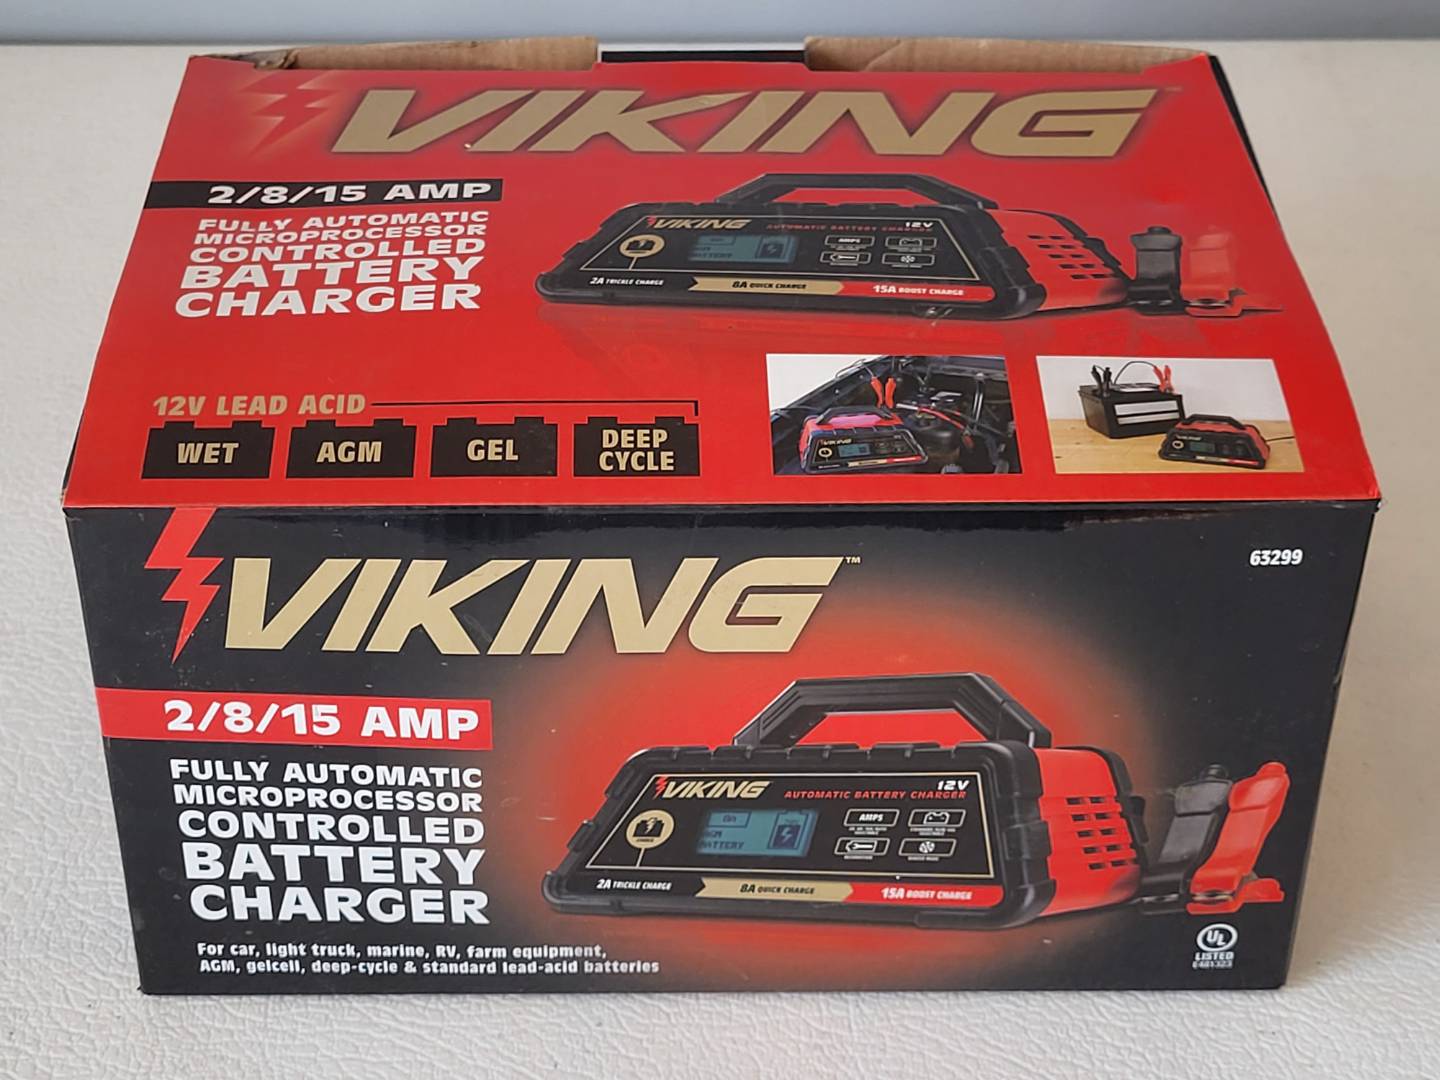 VIKING
2/8/15 AMP
FULLY AUTOMATIC
MICROPROCESSOR
CONTROLLED
BATTERY
CHARGER
VIKING
12V
AUTOMATIC BATTERY CHARGER
AMPS
BATTERY
2A TRICKLE CHARGE
8A QUICK CHARGE
15A BOOST CHARGE
12V LEAD ACID
WET
AGM
GEL
DEEP
CYCLE
VIKING
VIKING™
63299
2/8/15 AMP
FULLY AUTOMATIC
MICROPROCESSOR
CONTROLLED
BATTERY
CHARGER
VIKING
12V
AUTOMATIC BATTERY CHARGER
8A
AGM
BATTERY
AMPS
2A TRICKLE CHARGE
8A QUICK CHARGE
15A BOOST CHARGE
For car, light truck, marine, RV, farm equipment,
AGM, gelcell, deep-cycle & standard lead-acid batteries
UL
LISTED